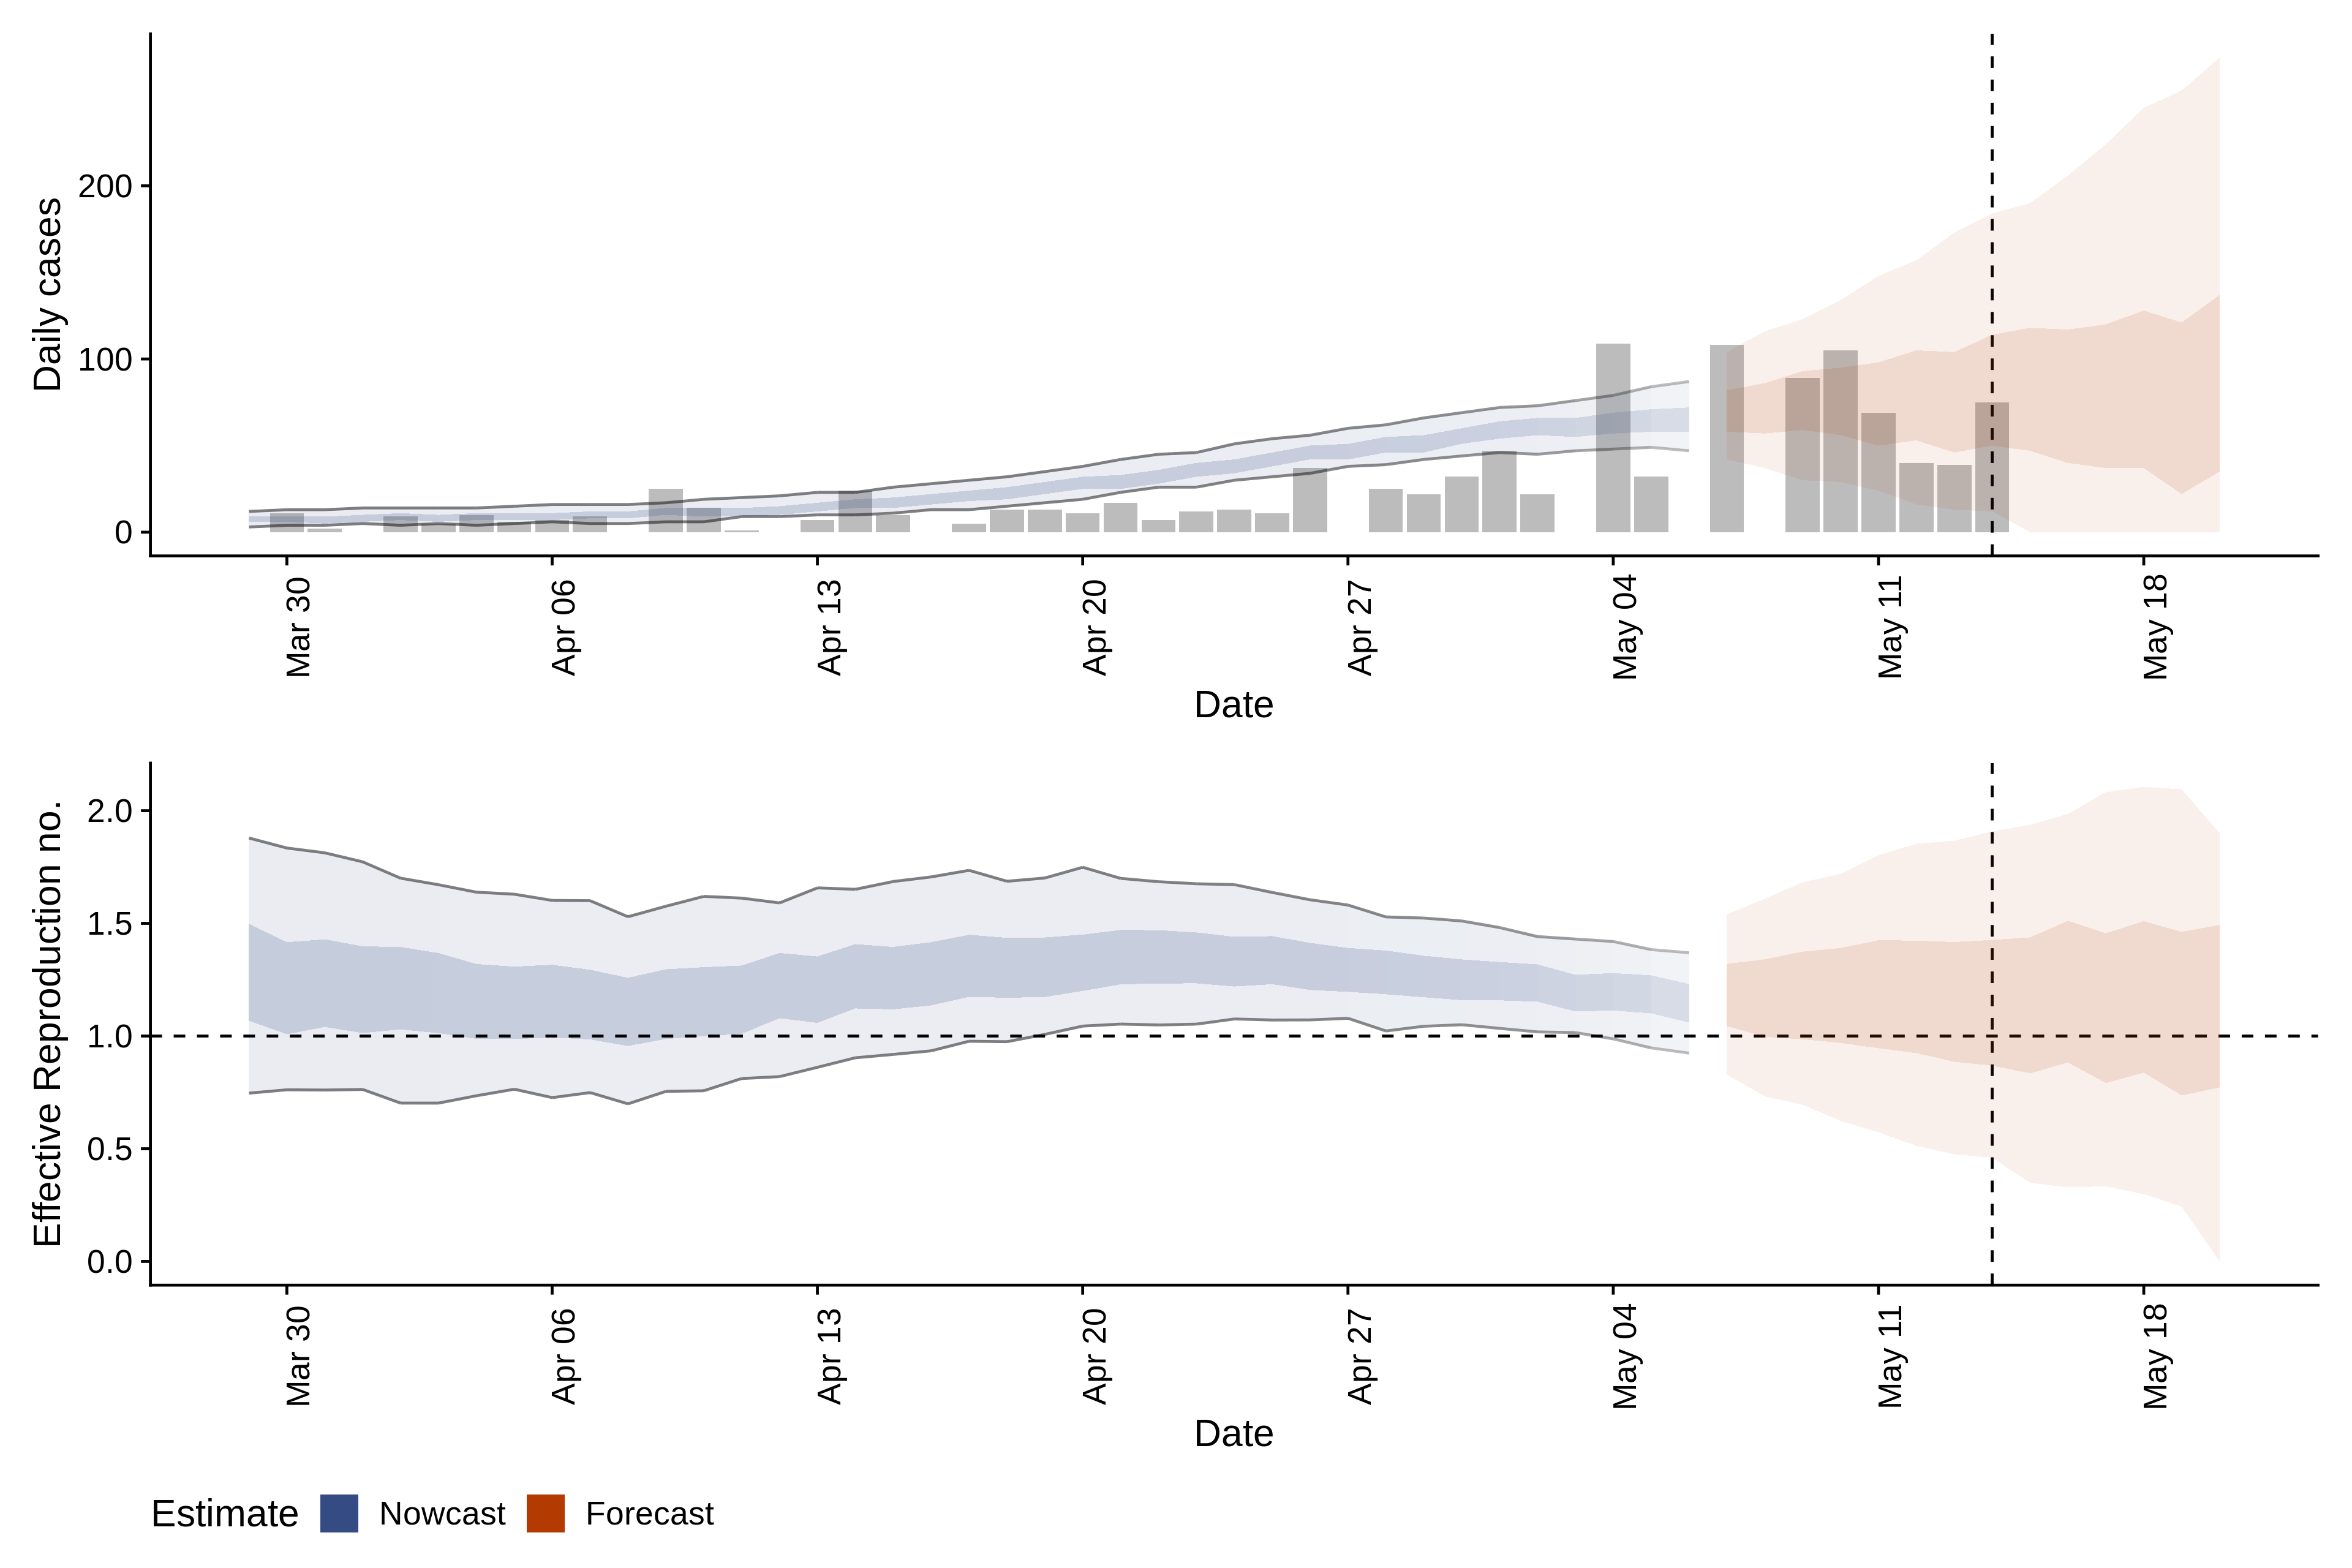 Daily cases
200
100
0
Mar 30
Apr 06
Apr 13
Apr 20
Apr 27
May 04
May 11
May 18
Date
Effective Reproduction no.
2.0
1.5
1.0
0.5
0.0
Mar 30
Apr 06
Apr 13
Apr 20
Apr 27
May 04
May 11
May 18
Date
Estimate Nowcast Forecast